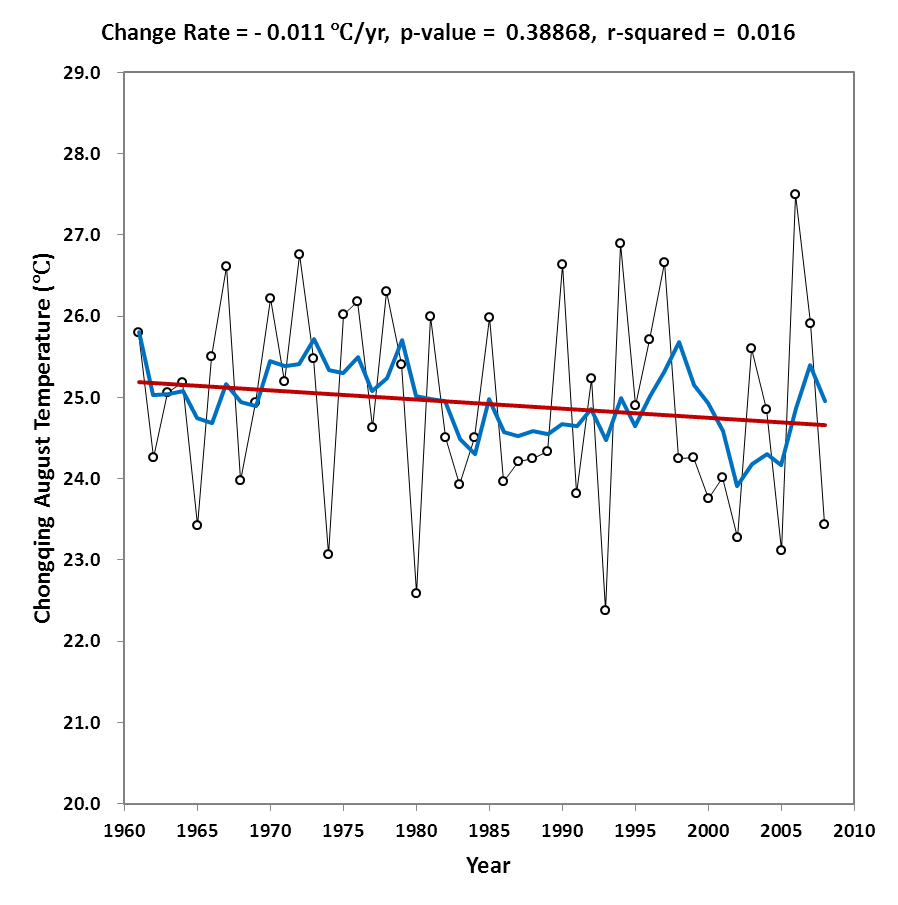 Change Rate = - 0.011 ℃/yr, p-value = 0.38868, r-squared = 0.016
29.0
28.0
27.0
26.0
25.0
24.0
23.0
22.0
21.0
20.0
Chongqing August Temperature (℃)
1960 1965 1970 1975 1980 1985 1990 1995 2000 2005 2010
Year